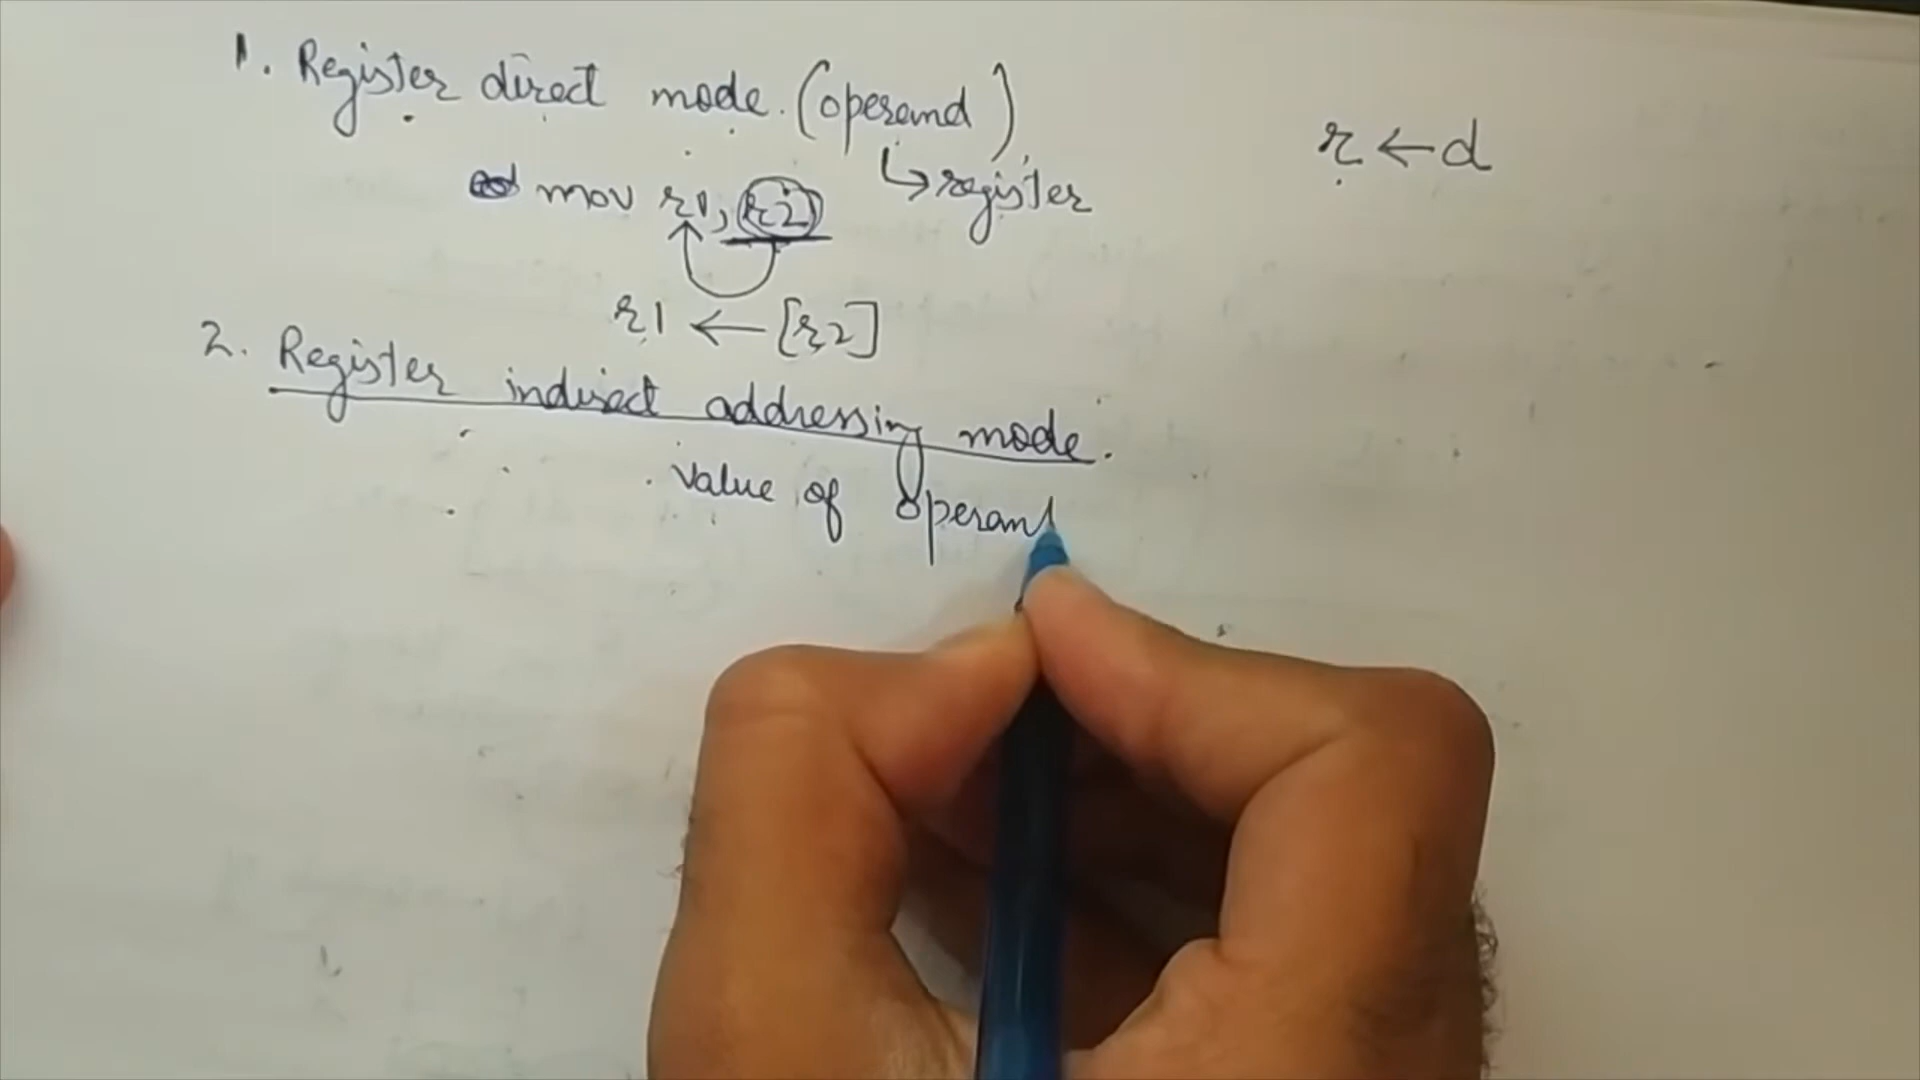 1. Register direct mode. (operand)
↳ register
r ← d
mov r1, r2
r1 ← [r2]
2. Register indirect addressing mode.
value of operand